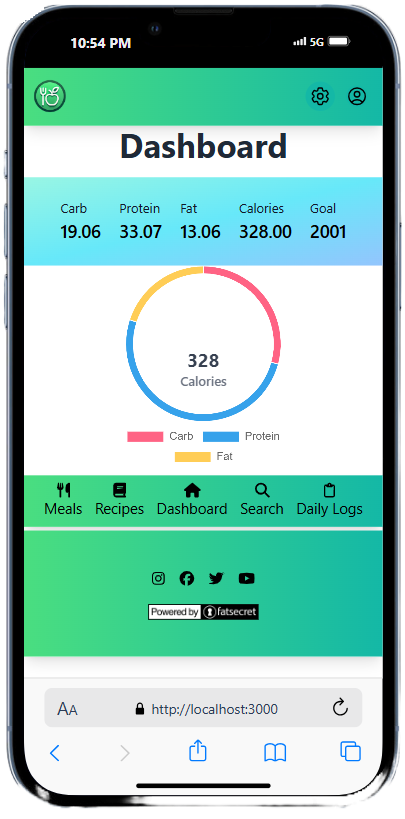 10:54 PM 5G
Dashboard
Carb Protein Fat Calories Goal
19.06 33.07 13.06 328.00 2001
328
Calories
Carb Protein
Fat
Meals Recipes Dashboard Search Daily Logs
Powered by fatsecret
AA http://localhost:3000